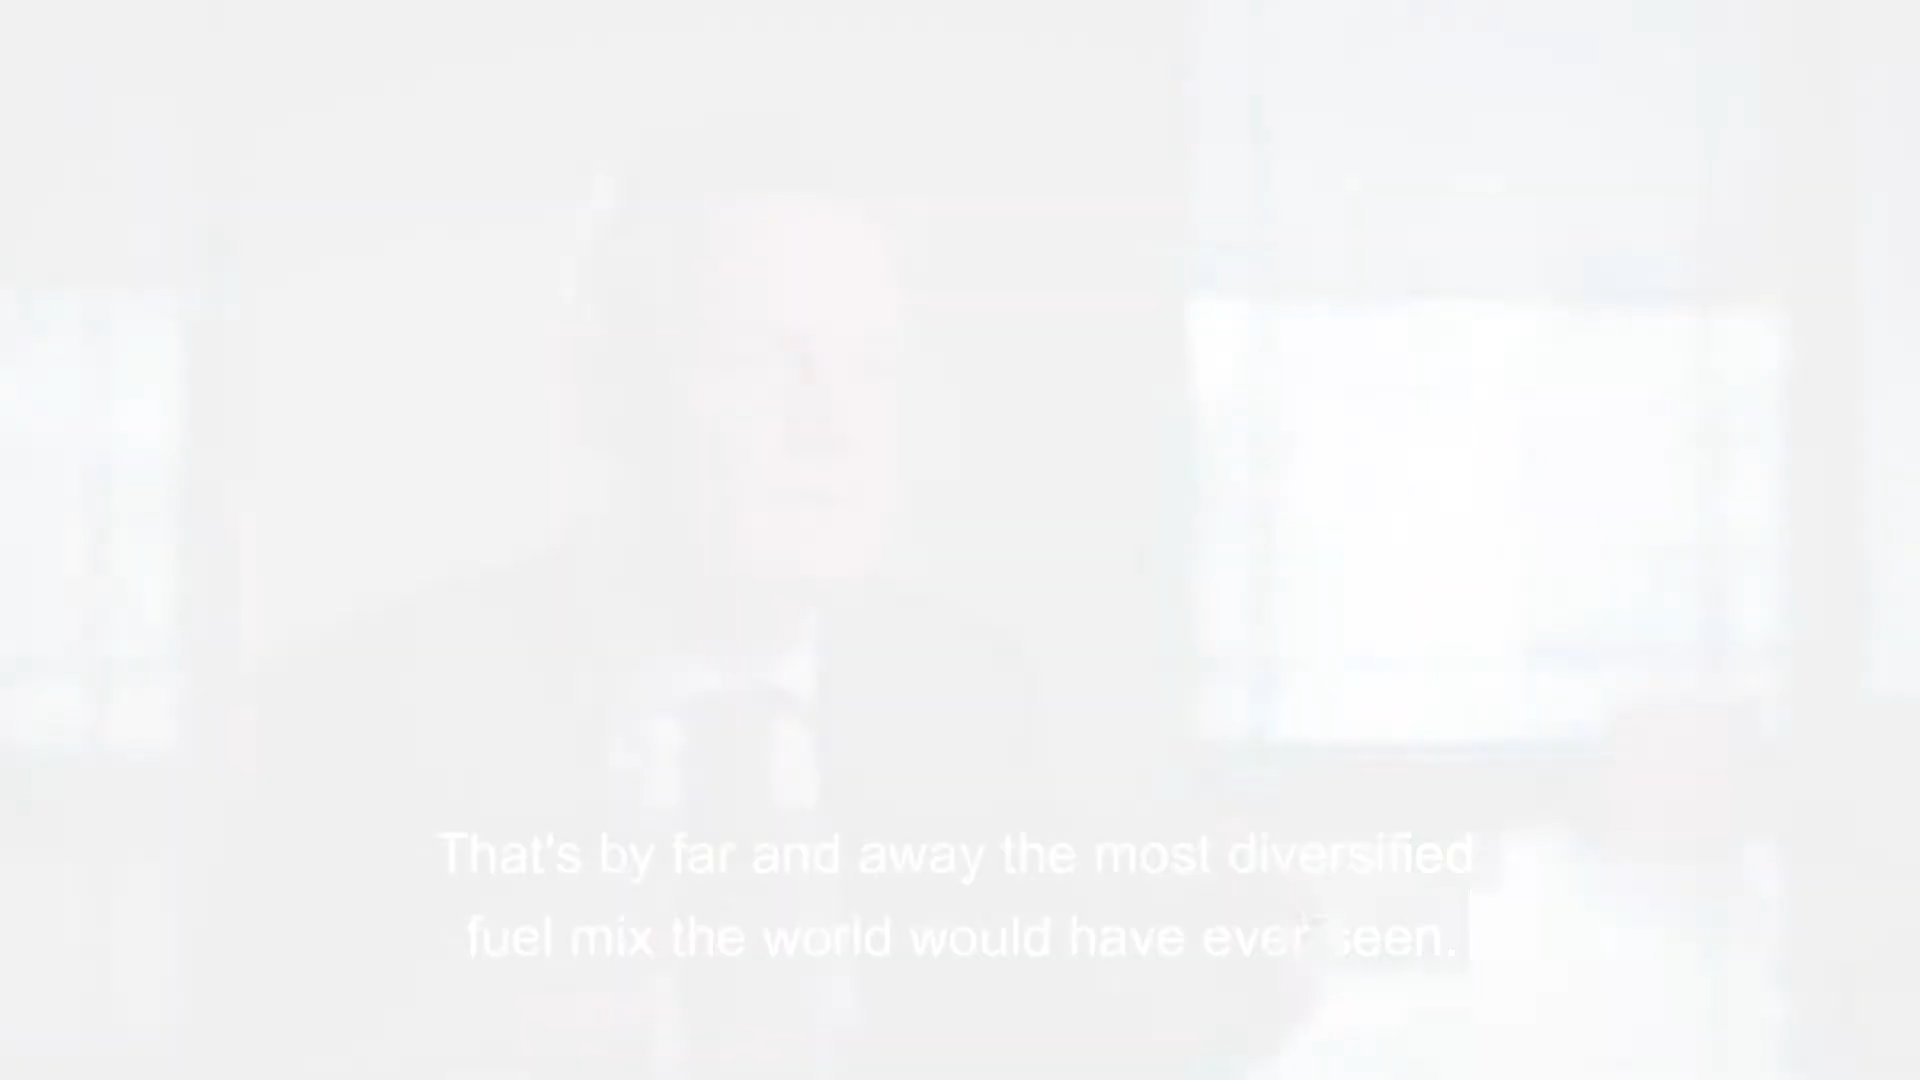 That's by far and away the most diversified
fuel mix the world would have ever seen.